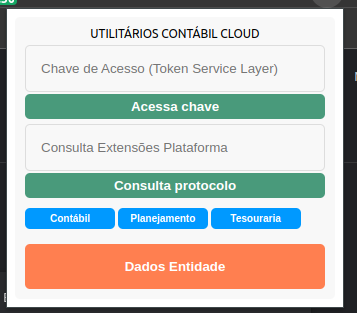 UTILITÁRIOS CONTÁBIL CLOUD
Chave de Acesso (Token Service Layer)
Acessa chave
Consulta Extensões Plataforma
Consulta protocolo
Contábil Planejamento Tesouraria
Dados Entidade